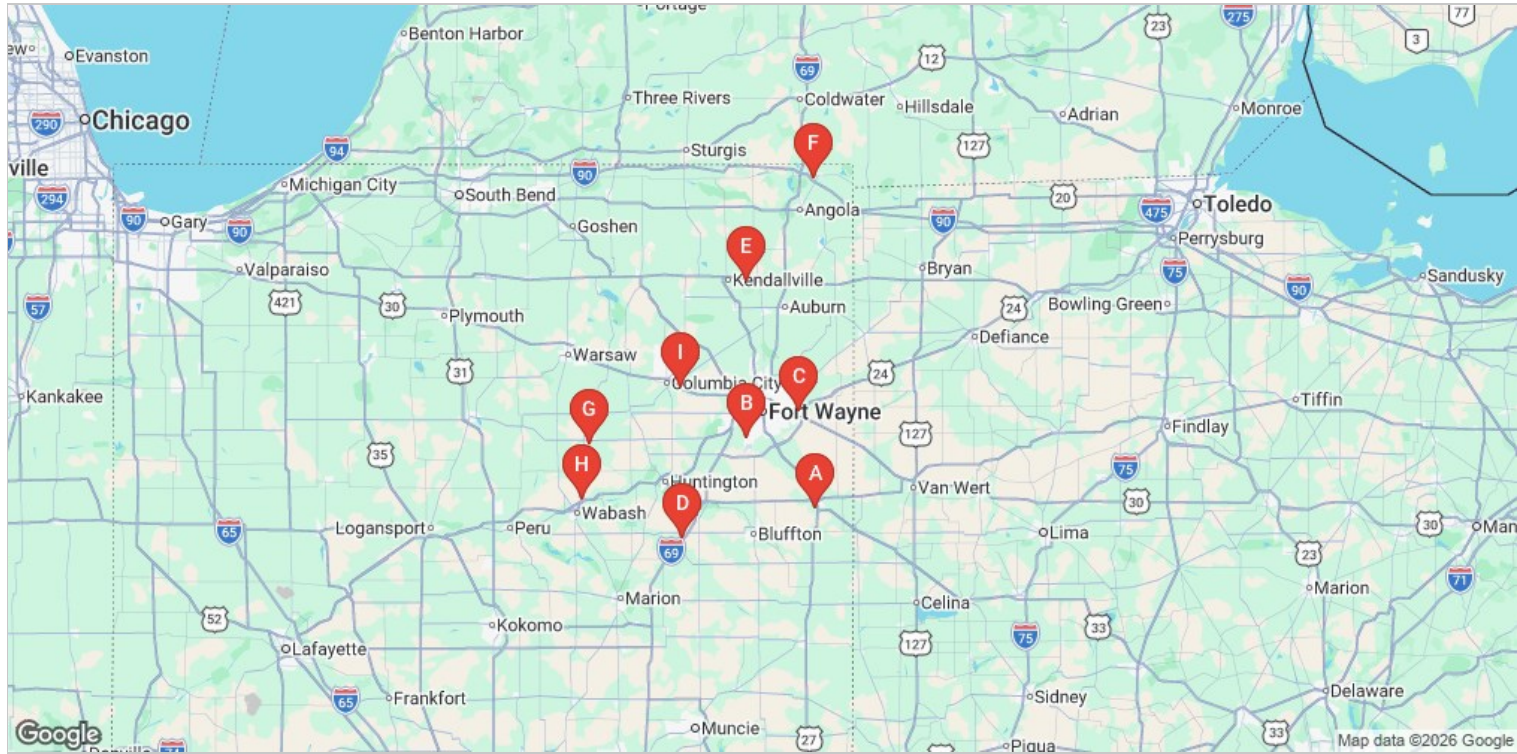 Portage
Benton Harbor
23
275
77
3
Evanston
69
12
Three Rivers
Coldwater
Hillsdale
Adrian
Monroe
290
Chicago
94
Sturgis
F
127
ville
294
90
Michigan City
South Bend
20
475
Toledo
90
Gary
90
Goshen
Angola
90
Perrysburg
E
Valparaiso
Kendallville
Bryan
75
Sandusky
57
421
30
Plymouth
Auburn
24
Bowling Green
90
Defiance
Warsaw
I
31
Columbia City
C
24
Kankakee
B
Fort Wayne
Tiffin
G
127
Findlay
35
H
75
A
Huntington
Van Wert
30
D
Wabash
65
Logansport
Peru
69
Bluffton
Lima
30
Man
23
71
Marion
Marion
Celina
52
Kokomo
75
33
Lafayette
127
65
Frankfort
Sidney
Delaware
Muncie
27
33
Google
74
Piqua
Map data ©2026 Google